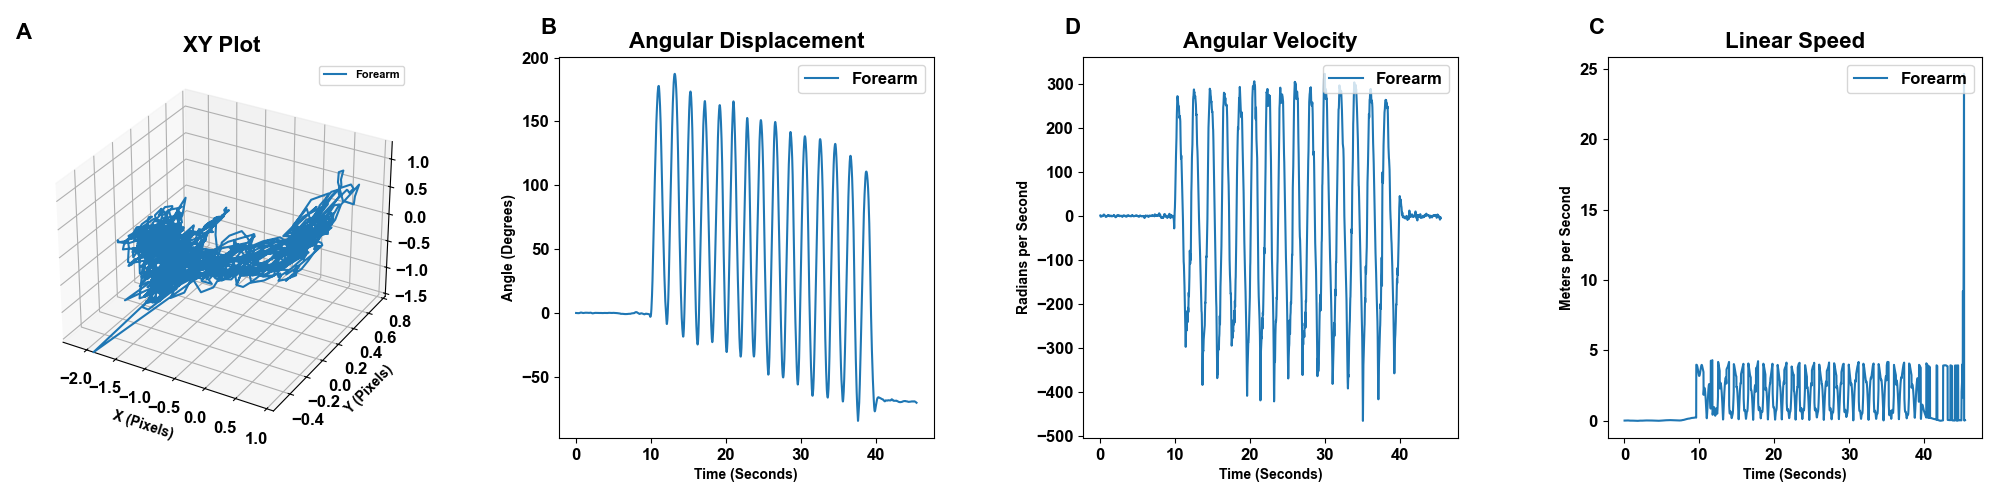 A
XY Plot
Forearm
1.0
0.5
0.0
−0.5
−1.0
−1.5
0.8
0.6
0.4
0.2
0.0
−0.2
−0.4
Y (Pixels)
−2.0
−1.5
−1.0
−0.5
0.0
0.5
1.0
X (Pixels)
B
Angular Displacement
Forearm
200
150
100
50
0
−50
Angle (Degrees)
0 10 20 30 40
Time (Seconds)
D
Angular Velocity
Forearm
300
200
100
0
−100
−200
−300
−400
−500
Radians per Second
0 10 20 30 40
Time (Seconds)
C
Linear Speed
Forearm
25
20
15
10
5
0
Meters per Second
0 10 20 30 40
Time (Seconds)